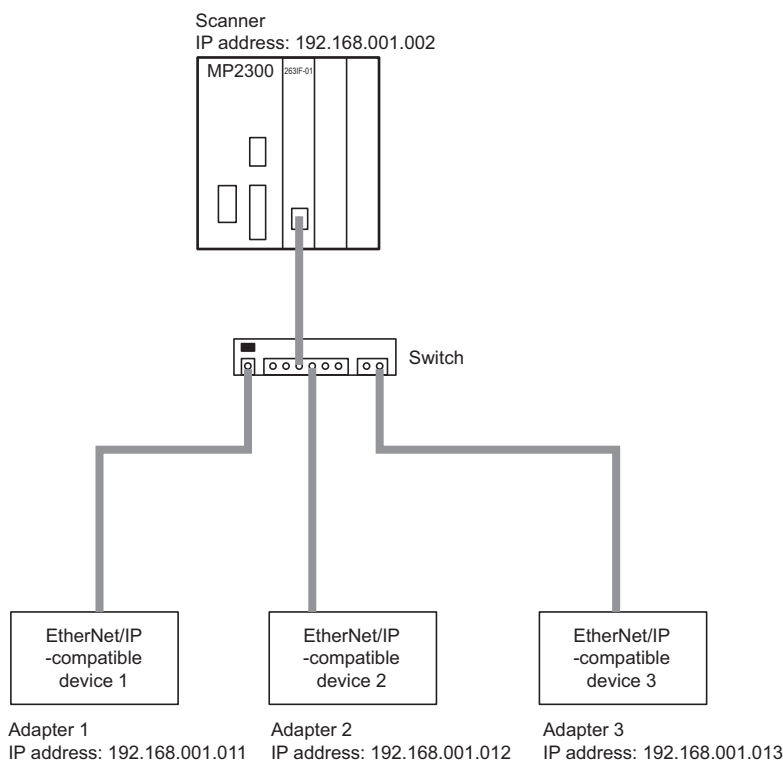 Scanner
IP address: 192.168.001.002
MP2300
263IF-01
Switch
EtherNet/IP
-compatible
device 1
EtherNet/IP
-compatible
device 2
EtherNet/IP
-compatible
device 3
Adapter 1
IP address: 192.168.001.011
Adapter 2
IP address: 192.168.001.012
Adapter 3
IP address: 192.168.001.013